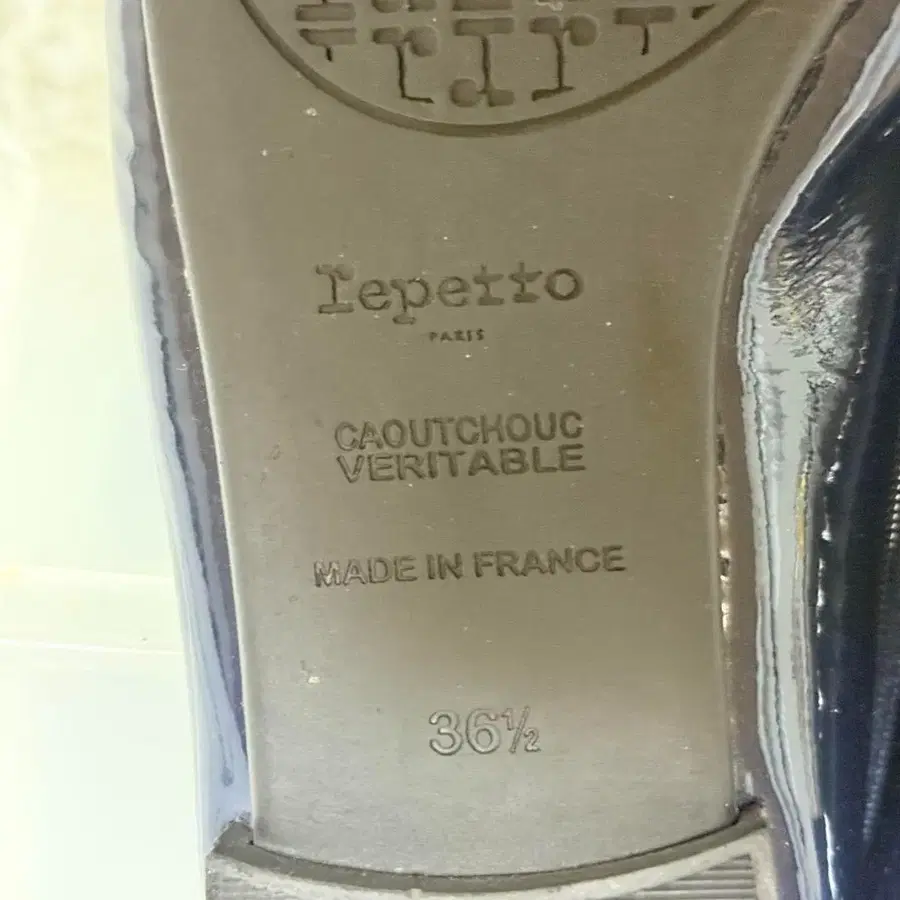 repetto
PARIS
CAOUTCHOUC
VERITABLE
MADE IN FRANCE
36½